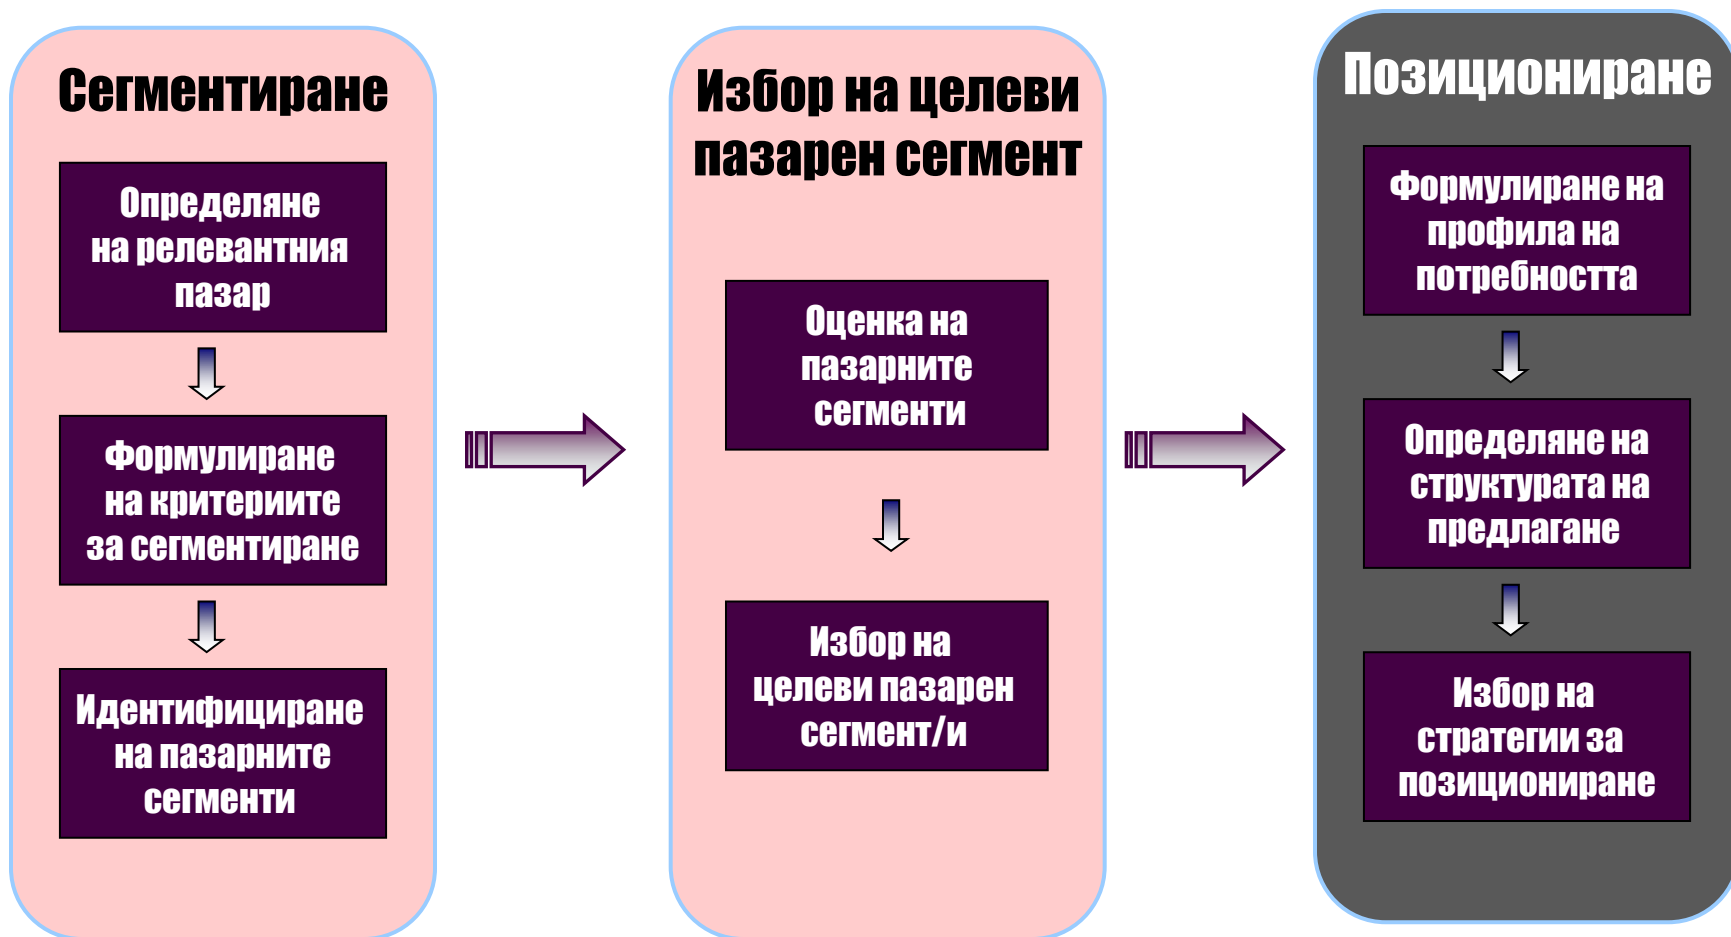 Сегментиране
Определяне
на релевантния
пазар
Формулиране
на критериите
за сегментиране
Идентифициране
на пазарните
сегменти
Избор на целеви
пазарен сегмент
Оценка на
пазарните
сегменти
Избор на
целеви пазарен
сегмент/и
Позициониране
Формулиране на
профила на
потребността
Определяне на
структурата на
предлагане
Избор на
стратегии за
позициониране